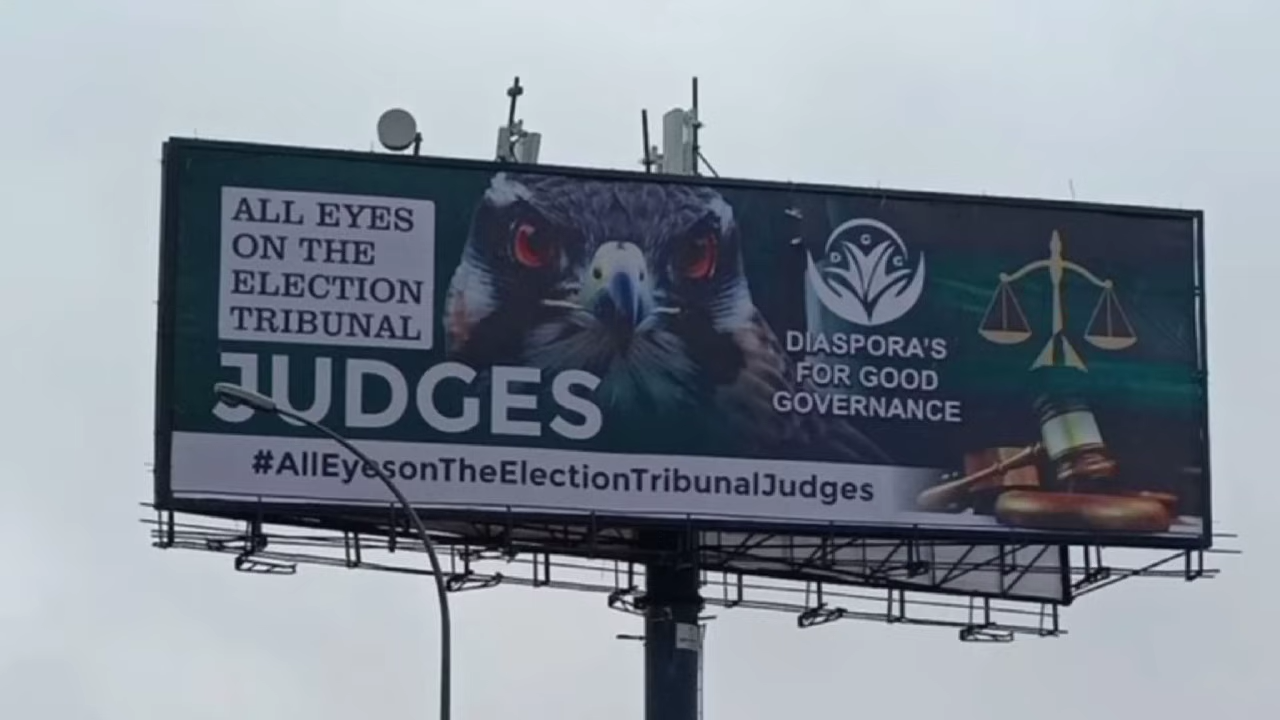 ALL EYES
ON THE
ELECTION
TRIBUNAL
JUDGES
D G G
DIASPORA'S
FOR GOOD
GOVERNANCE
#AllEyesonTheElectionTribunalJudges